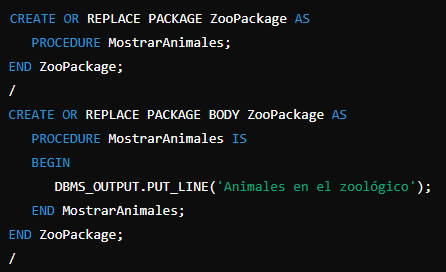 CREATE OR REPLACE PACKAGE ZooPackage AS
PROCEDURE MostrarAnimales;
END ZooPackage;
/
CREATE OR REPLACE PACKAGE BODY ZooPackage AS
PROCEDURE MostrarAnimales IS
BEGIN
DBMS_OUTPUT.PUT_LINE('Animales en el zoológico');
END MostrarAnimales;
END ZooPackage;
/